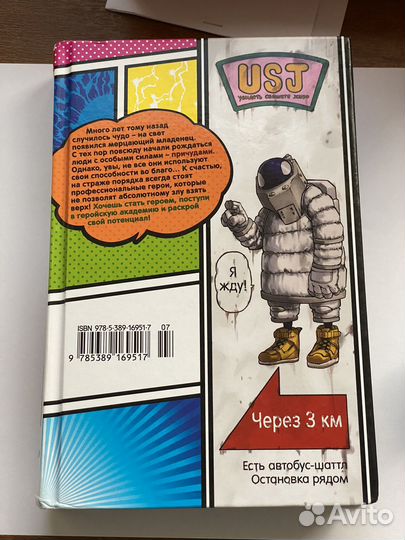 Много лет тому назад
случилось чудо – на свет
появился мерцающий младенец.
С тех пор повсюду начали рождаться
люди с особыми силами – причудами.
Однако, увы, не все они используют
свои способности во благо... К счастью,
на страже порядка всегда стоят
профессиональные герои, которые
не позволят абсолютному злу взять
верх! Хочешь стать героем, поступи
в геройскую академию и раскрой
свой потенциал!
USJ
увидеть саммите жизо
Я
жду!
ISBN 978-5-389-16951-7
07
9 785389 169517
Через 3 км
Есть автобус-шаттл
Остановка рядом
Avito